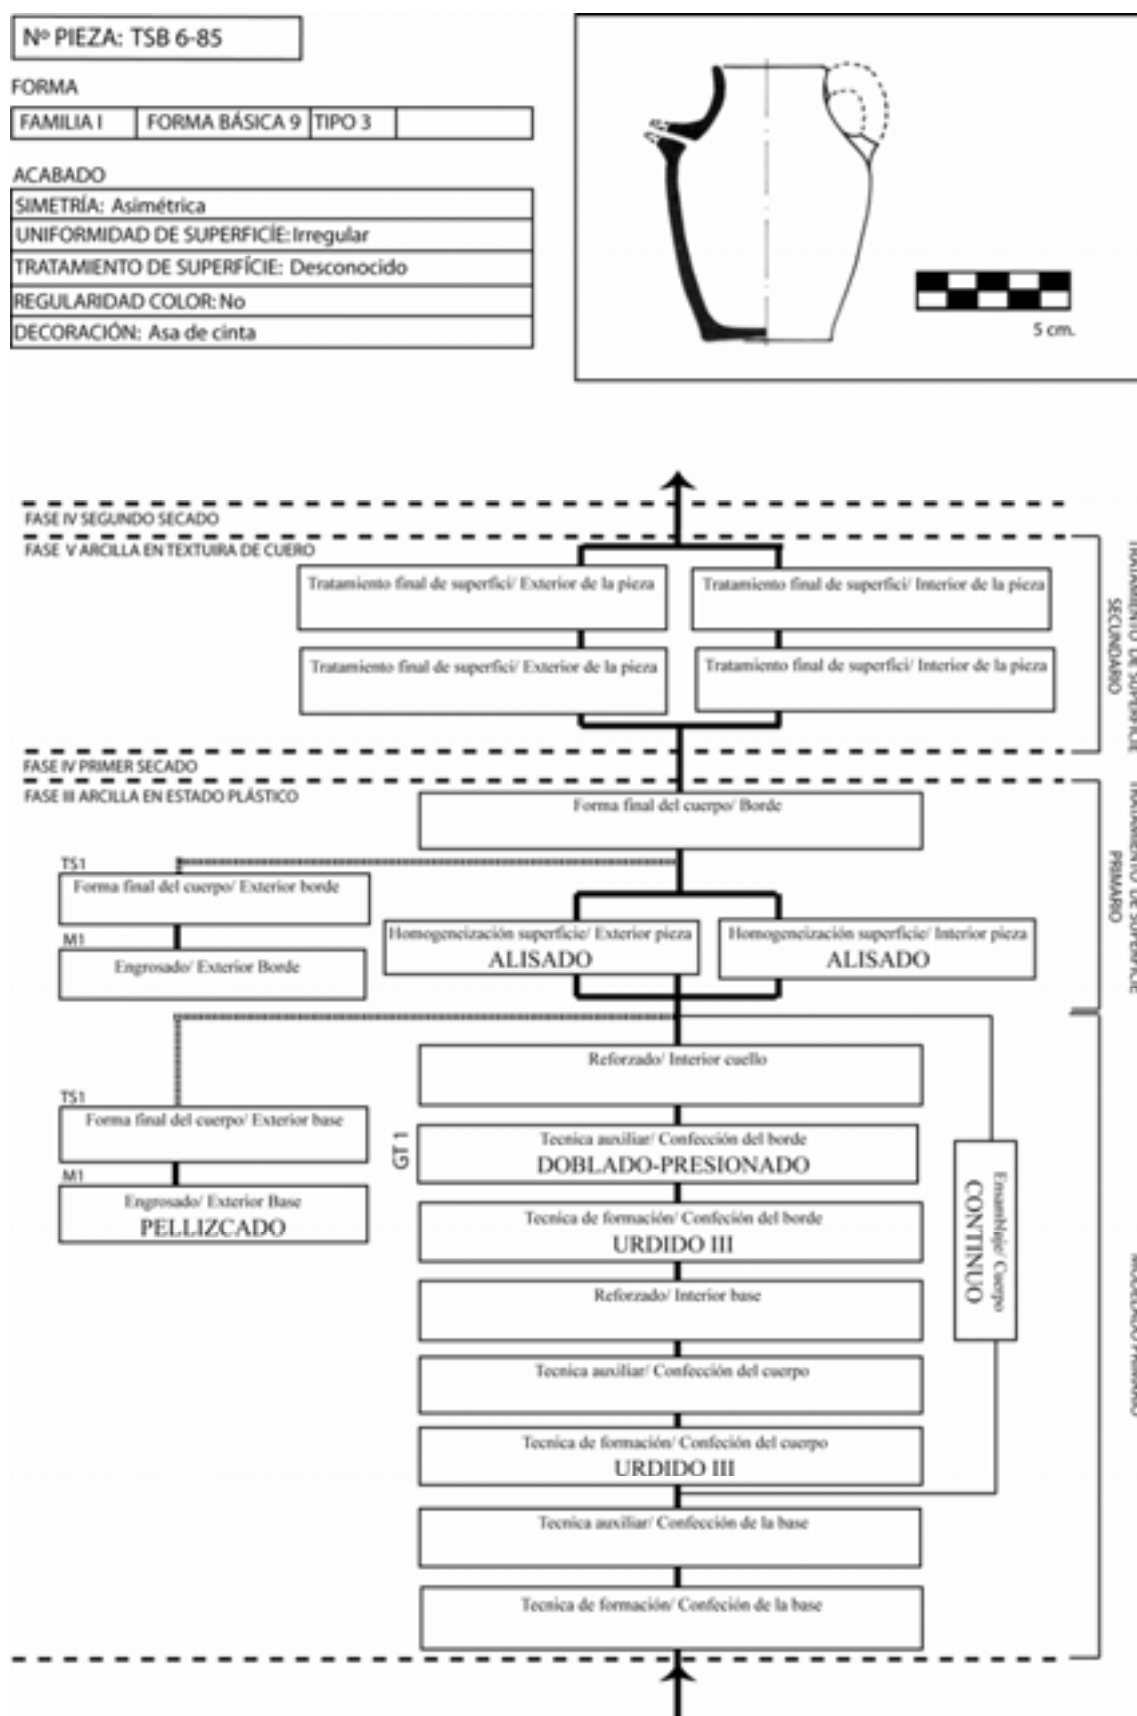 Nº PIEZA: TSB 6-85
FORMA
FAMILIA I FORMA BÁSICA 9 TIPO 3
ACABADO
SIMETRÍA: Asimétrica
UNIFORMIDAD DE SUPERFICÍE: Irregular
TRATAMIENTO DE SUPERFÍCIE: Desconocido
REGULARIDAD COLOR: No
DECORACIÓN: Asa de cinta
5 cm.
FASE IV SEGUNDO SECADO
FASE V ARCILLA EN TEXTUIRA DE CUERO
Tratamiento final de superfici/ Exterior de la pieza
Tratamiento final de superfici/ Interior de la pieza
Tratamiento final de superfici/ Exterior de la pieza
Tratamiento final de superfici/ Interior de la pieza
TRATAMIENTO DE SUPERFICIE
SECUNDARIO
FASE IV PRIMER SECADO
FASE III ARCILLA EN ESTADO PLÁSTICO
Forma final del cuerpo/ Borde
TS1
Forma final del cuerpo/ Exterior borde
M1
Engrosado/ Exterior Borde
Homogeneización superficie/ Exterior pieza
ALISADO
Homogeneización superficie/ Interior pieza
ALISADO
TRATAMIENTO DE SUPERFICIE
PRIMARIO
Reforzado/ Interior cuello
TS1
Forma final del cuerpo/ Exterior base
M1
Engrosado/ Exterior Base
PELLIZCADO
GT 1
Tecnica auxiliar/ Confección del borde
DOBLADO-PRESIONADO
Tecnica de formación/ Confeción del borde
URDIDO III
Reforzado/ Interior base
Tecnica auxiliar/ Confección del cuerpo
Tecnica de formación/ Confeción del cuerpo
URDIDO III
Ensamblaje/ Cuerpo
CONTINUO
MODELADO PRIMARIO
Tecnica auxiliar/ Confección de la base
Tecnica de formación/ Confeción de la base